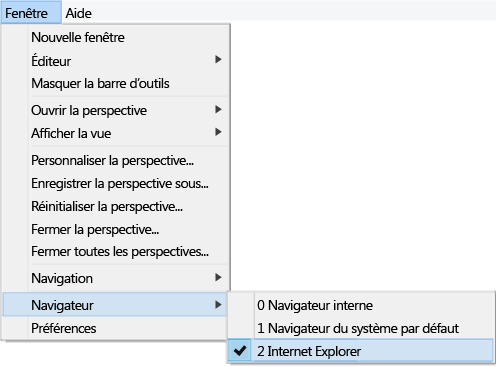 Fenêtre Aide
Nouvelle fenêtre
Éditeur
Masquer la barre d'outils
Ouvrir la perspective
Afficher la vue
Personnaliser la perspective...
Enregistrer la perspective sous...
Réinitialiser la perspective...
Fermer la perspective...
Fermer toutes les perspectives...
Navigation
Navigateur
Préférences
0 Navigateur interne
1 Navigateur du système par défaut
2 Internet Explorer